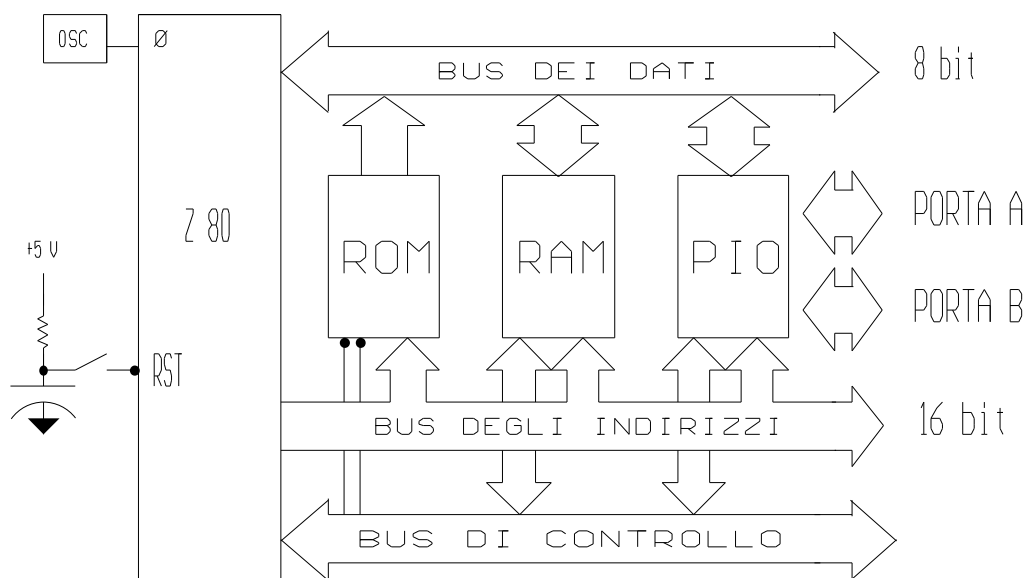 OSC
Ø
BUS DEI DATI
8 bit
Z 80
ROM
RAM
PIO
PORTA A
PORTA B
+5 V
RST
BUS DEGLI INDIRIZZI
16 bit
BUS DI CONTROLLO